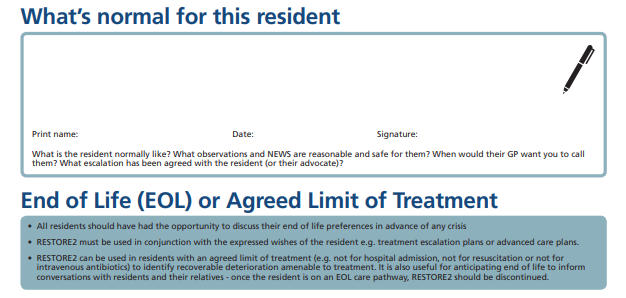 What's normal for this resident
Print name: Date: Signature:
What is the resident normally like? What observations and NEWS are reasonable and safe for them? When would their GP want you to call
them? What escalation has been agreed with the resident (or their advocate)?
End of Life (EOL) or Agreed Limit of Treatment
• All residents should have had the opportunity to discuss their end of life preferences in advance of any crisis
• RESTORE2 must be used in conjunction with the expressed wishes of the resident e.g. treatment escalation plans or advanced care plans.
• RESTORE2 can be used in residents with an agreed limit of treatment (e.g. not for hospital admission, not for resuscitation or not for
intravenous antibiotics) to identify recoverable deterioration amenable to treatment. It is also useful for anticipating end of life to inform
conversations with residents and their relatives - once the resident is on an EOL care pathway, RESTORE2 should be discontinued.